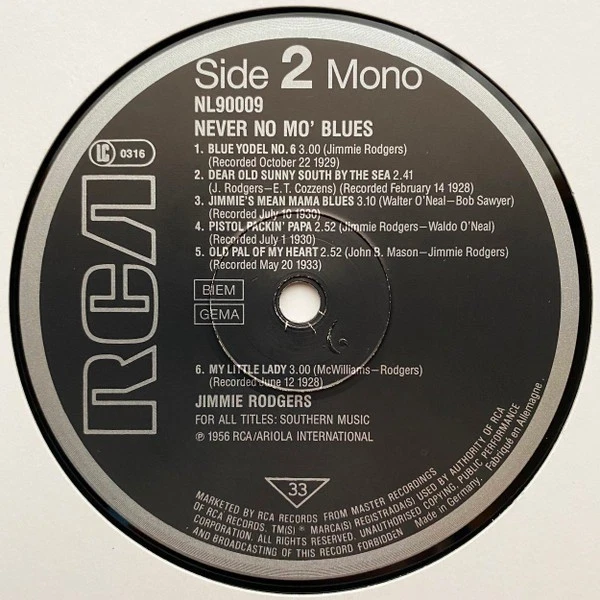 Side 2 Mono
NL90009
NEVER NO MO' BLUES
LC 0316
1. BLUE YODEL NO. 6 3.00 (Jimmie Rodgers)
(Recorded October 22 1929)
2. DEAR OLD SUNNY SOUTH BY THE SEA 2.41
(J. Rodgers–E.T. Cozzens) (Recorded February 14 1928)
3. JIMMIE'S MEAN MAMA BLUES 3.10 (Walter O'Neal–Bob Sawyer)
(Recorded July 10 1930)
4. PISTOL PACKIN' PAPA 2.52 (Jimmie Rodgers–Waldo O'Neal)
(Recorded July 1 1930)
5. OLD PAL OF MY HEART 2.52 (John B. Mason–Jimmie Rodgers)
(Recorded May 20 1933)
RCA
BIEM
GEMA
6. MY LITTLE LADY 3.00 (McWilliams–Rodgers)
(Recorded June 12 1928)
JIMMIE RODGERS
FOR ALL TITLES: SOUTHERN MUSIC
℗ 1956 RCA/ARIOLA INTERNATIONAL
33
MARKETED BY RCA RECORDS FROM MASTER RECORDINGS
OF RCA RECORDS. TM(S) ® MARCA(S) REGISTRADA(S) USED BY AUTHORITY OF RCA
CORPORATION. ALL RIGHTS RESERVED. UNAUTHORISED COPYING, PUBLIC PERFORMANCE
AND BROADCASTING OF THIS RECORD FORBIDDEN Made in Germany. Fabriqué en Allemagne.